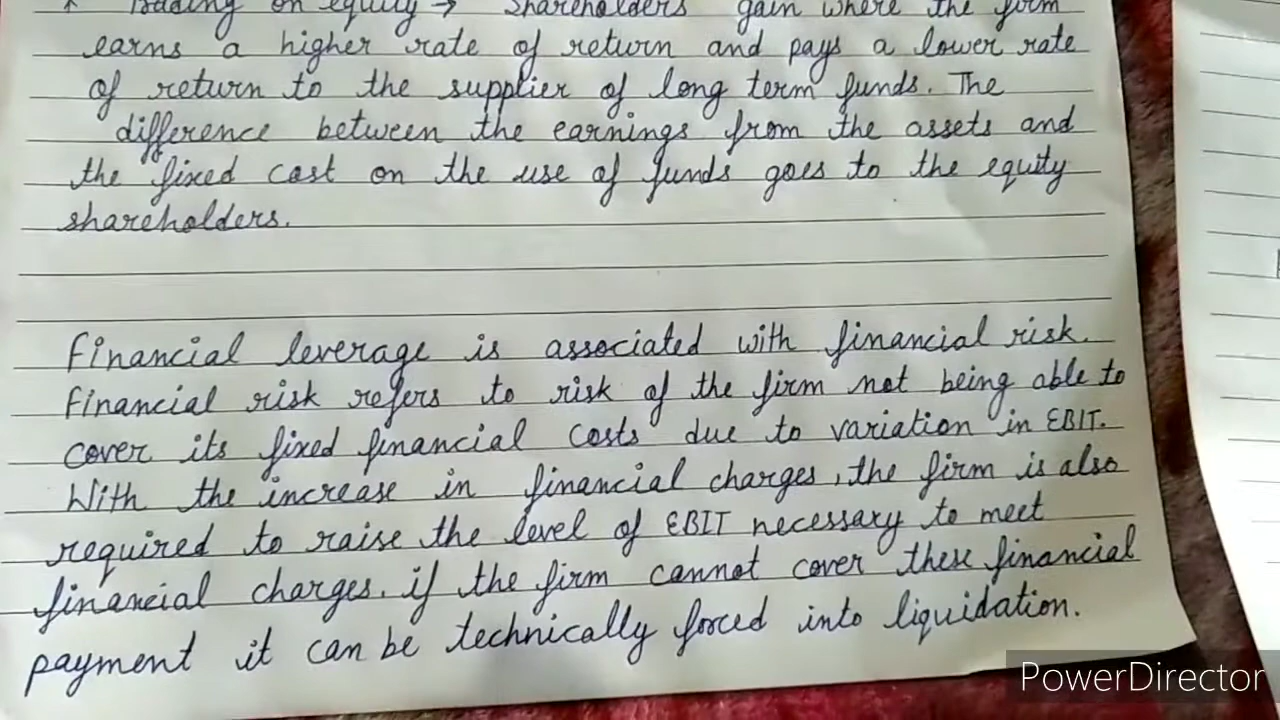 * Trading on equity → Shareholders gain where the firm
earns a higher rate of return and pays a lower rate
of return to the supplier of long term funds. The
difference between the earnings from the assets and
the fixed cost on the use of funds goes to the equity
shareholders.
Financial leverage is associated with financial risk.
Financial risk refers to risk of the firm not being able to
cover its fixed financial costs due to variation in EBIT.
With the increase in financial charges, the firm is also
required to raise the level of EBIT necessary to meet
financial charges. if the firm cannot cover these financial
payment it can be technically forced into liquidation.
PowerDirector